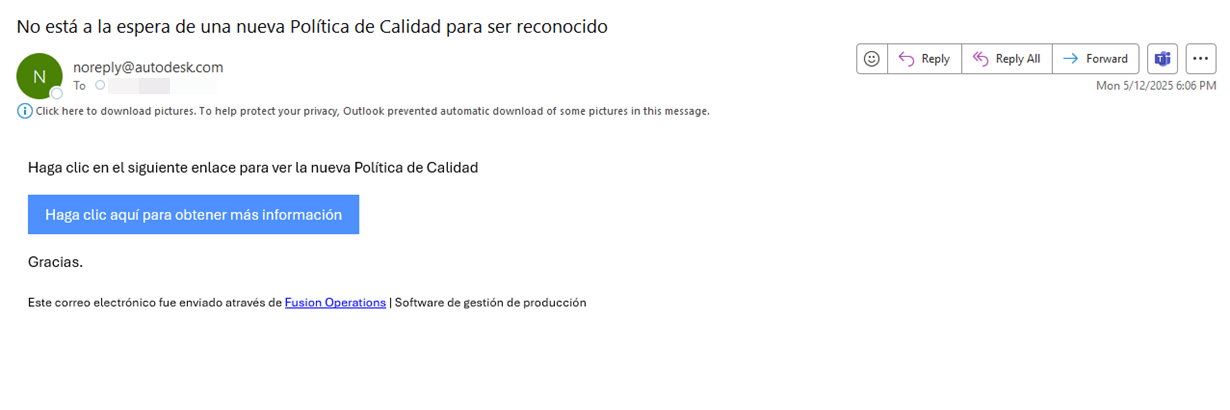 No está a la espera de una nueva Política de Calidad para ser reconocido
N
noreply@autodesk.com
To
Reply
Reply All
Forward
Mon 5/12/2025 6:06 PM
Click here to download pictures. To help protect your privacy, Outlook prevented automatic download of some pictures in this message.
Haga clic en el siguiente enlace para ver la nueva Política de Calidad
Haga clic aquí para obtener más información
Gracias.
Este correo electrónico fue enviado através de Fusion Operations | Software de gestión de producción